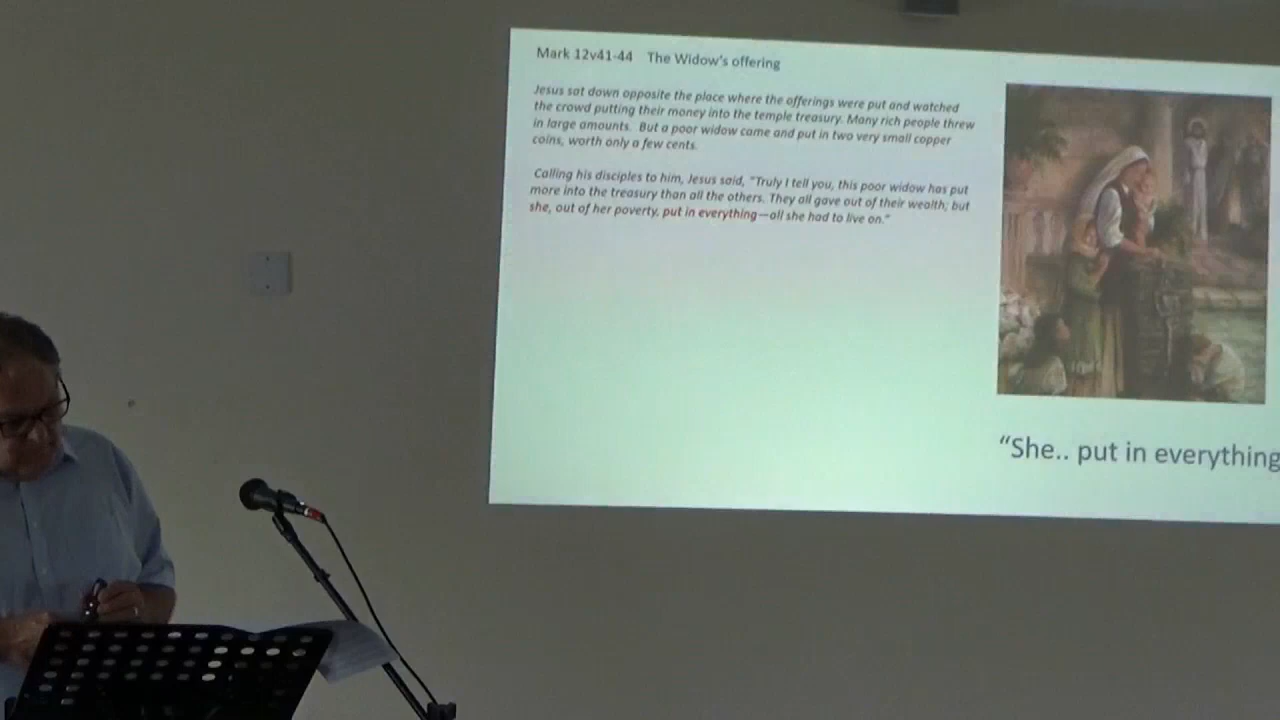 Mark 12v41-44 The Widow's offering
Jesus sat down opposite the place where the offerings were put and watched
the crowd putting their money into the temple treasury. Many rich people threw
in large amounts. But a poor widow came and put in two very small copper
coins, worth only a few cents.
Calling his disciples to him, Jesus said, "Truly I tell you, this poor widow has put
more into the treasury than all the others. They all gave out of their wealth; but
she, out of her poverty, put in everything—all she had to live on."
"She.. put in everything